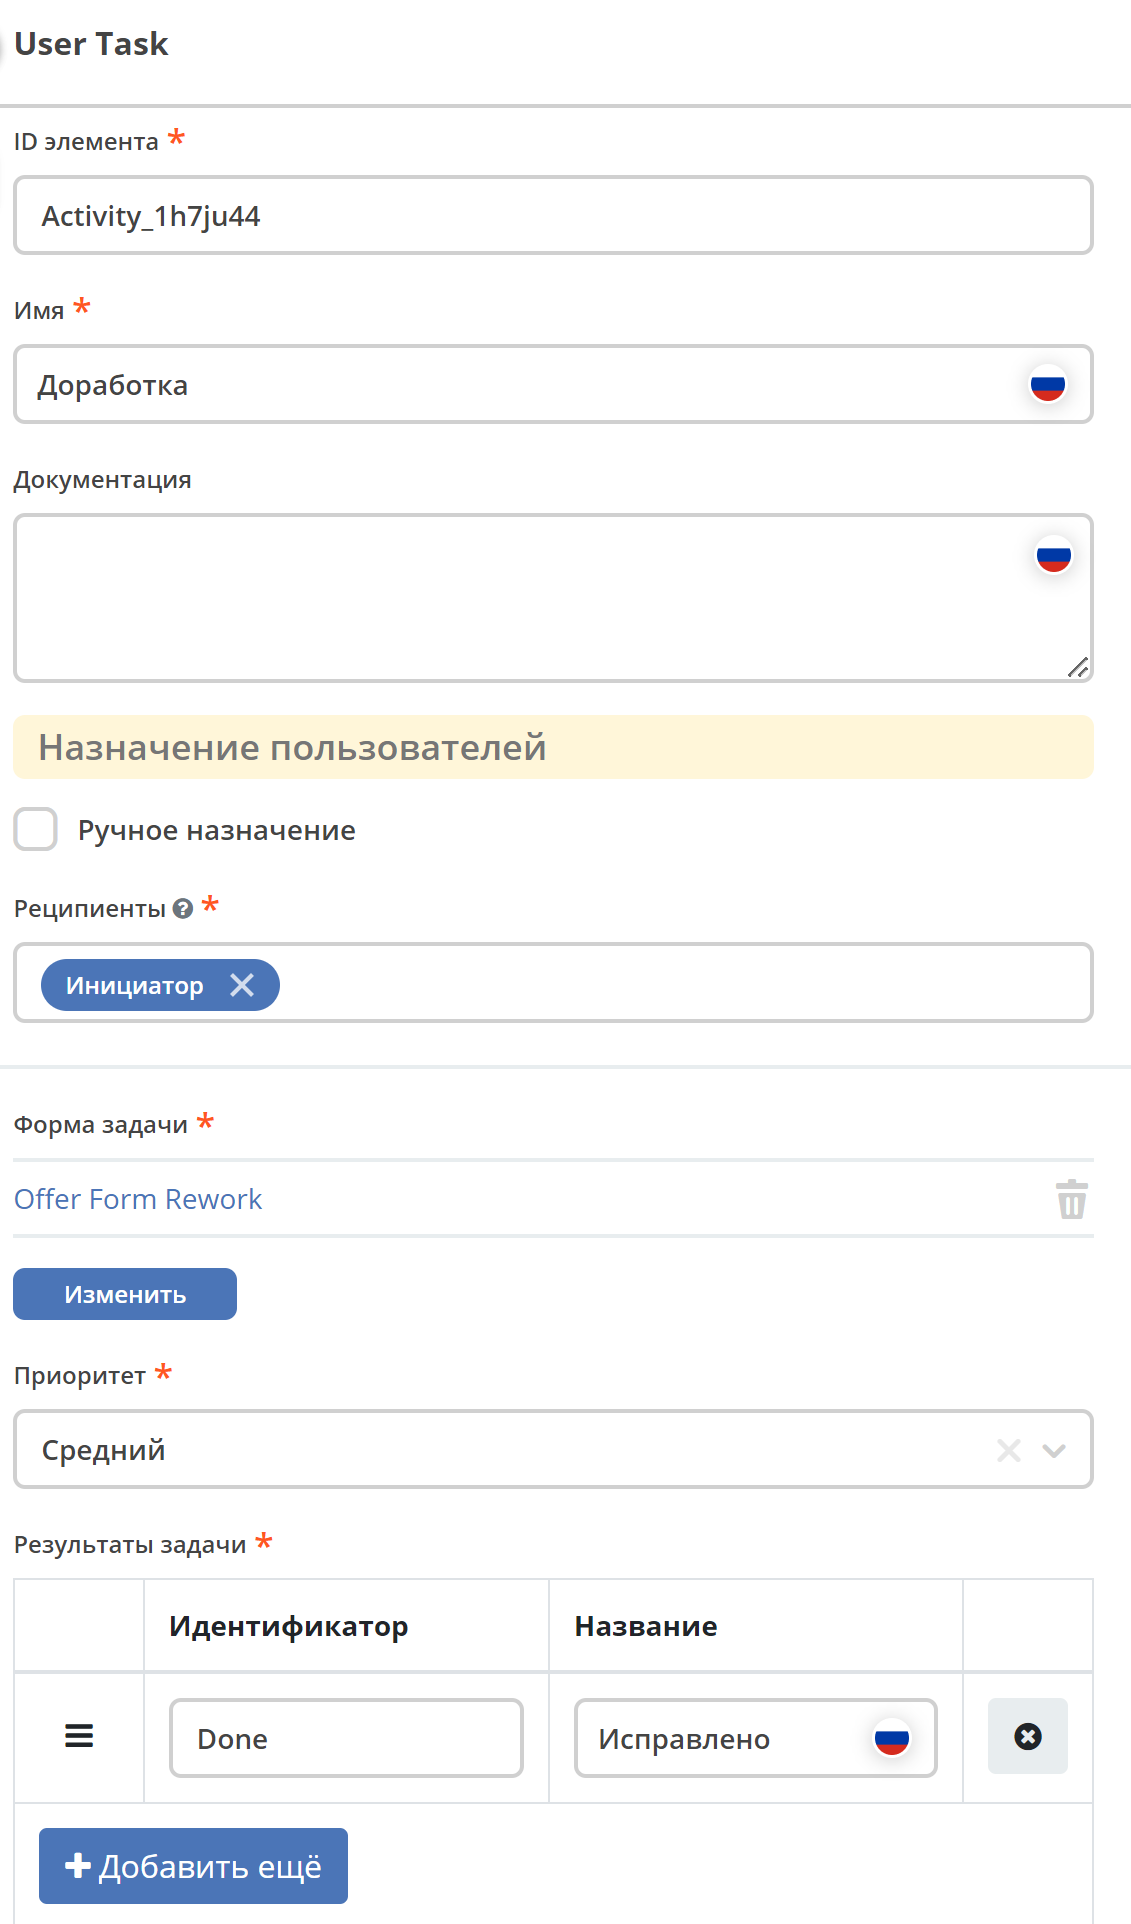 User Task
ID элемента *
Activity_1h7ju44
Имя *
Доработка
Документация
Назначение пользователей
Ручное назначение
Реципиенты ? *
Инициатор
Форма задачи *
Offer Form Rework
Изменить
Приоритет *
Средний
Результаты задачи *
Идентификатор Название
Done Исправлено
Добавить ещё